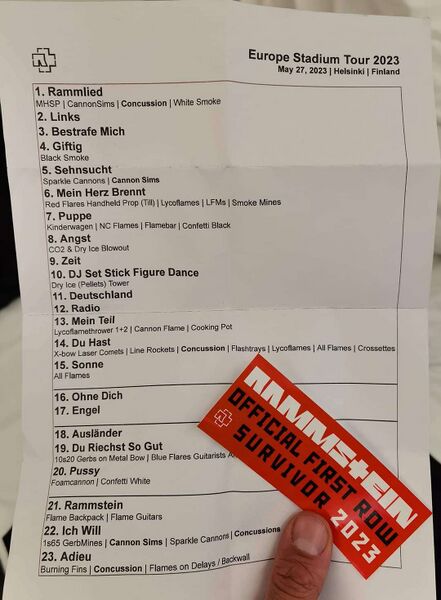 Europe Stadium Tour 2023
May 27, 2023 | Helsinki | Finland
1. Rammlied
MHSP | CannonSims | Concussion | White Smoke
2. Links
3. Bestrafe Mich
4. Giftig
Black Smoke
5. Sehnsucht
Sparkle Cannons | Cannon Sims
6. Mein Herz Brennt
Red Flares Handheld Prop (Till) | Lycoflames | LFMs | Smoke Mines
7. Puppe
Kinderwagen | NC Flames | Flamebar | Confetti Black
8. Angst
CO2 & Dry Ice Blowout
9. Zeit
10. DJ Set Stick Figure Dance
Dry Ice (Pellets) Tower
11. Deutschland
12. Radio
13. Mein Teil
Lycoflamethrower 1+2 | Cannon Flame | Cooking Pot
14. Du Hast
X-bow Laser Comets | Line Rockets | Concussion | Flashtrays | Lycoflames | All Flames | Crossettes
15. Sonne
All Flames
16. Ohne Dich
17. Engel
18. Ausländer
19. Du Riechst So Gut
10s20 Gerbs on Metal Bow | Blue Flares Guitarists
20. Pussy
Foamcannon | Confetti White
21. Rammstein
Flame Backpack | Flame Guitars
22. Ich Will
1s65 GerbMines | Cannon Sims | Sparkle Cannons | Concussions
23. Adieu
Burning Fins | Concussion | Flames on Delays / Backwall
RAMMSTEIN
OFFICIAL FIRST ROW
SURVIVOR 2023